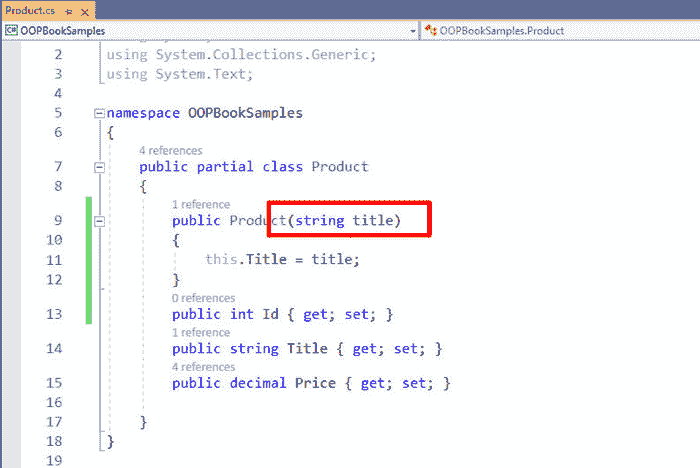 Product.cs
OOPBookSamples OOPBookSamples.Product
2 using System.Collections.Generic;
3 using System.Text;
4
5 namespace OOPBookSamples
6 {
4 references
7 public partial class Product
8 {
1 reference
9 public Product(string title)
10 {
11 this.Title = title;
12 }
0 references
13 public int Id { get; set; }
1 reference
14 public string Title { get; set; }
4 references
15 public decimal Price { get; set; }
16
17 }
18 }
19